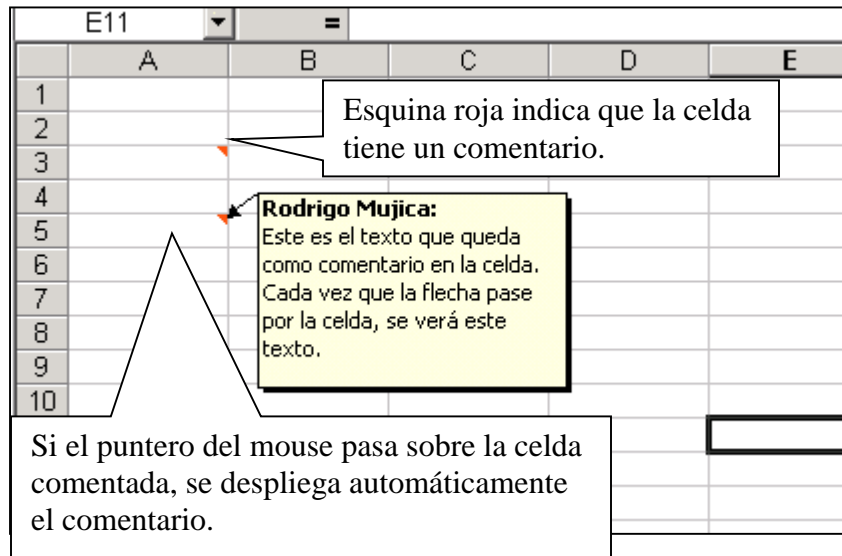 E11 =
A B C D E
1
2
3
4
5
6
7
8
9
10
Esquina roja indica que la celda
tiene un comentario.
Rodrigo Mujica:
Este es el texto que queda
como comentario en la celda.
Cada vez que la flecha pase
por la celda, se verá este
texto.
Si el puntero del mouse pasa sobre la celda
comentada, se despliega automáticamente
el comentario.